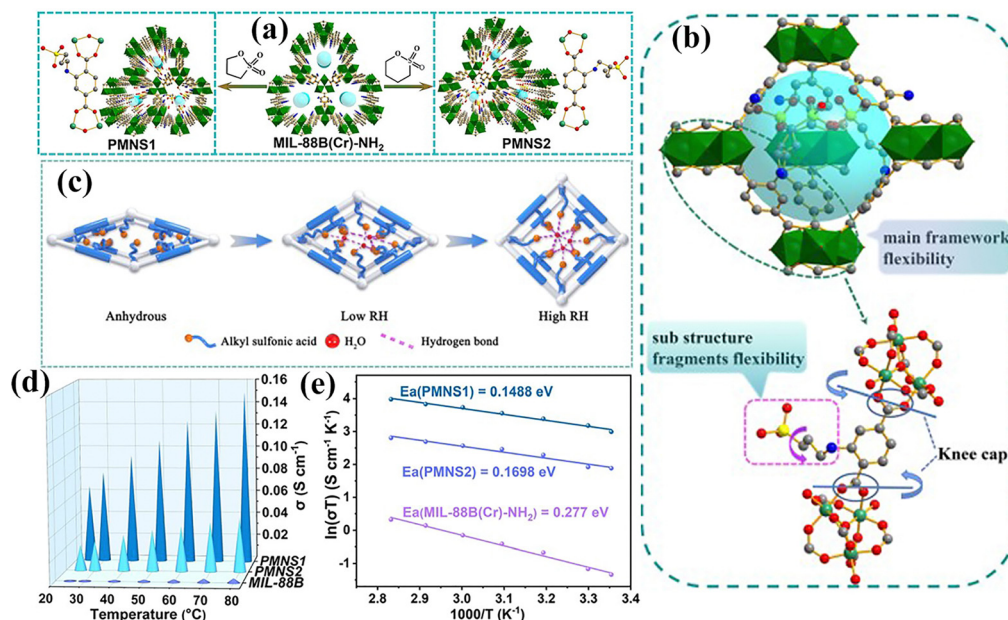 (a)
O
O
S
O
O
S
O
O
PMNS1
MIL-88B(Cr)-NH2
PMNS2
(b)
main framework
flexibility
sub structure
fragments flexibility
Knee cap
(c)
Anhydrous
Low RH
High RH
Alkyl sulfonic acid
H2O
Hydrogen bond
(d)
0.16
0.14
0.12
0.10
0.08
0.06
0.04
0.02
σ (S cm-1)
PMNS1
PMNS2
MIL-88B
20
30
40
50
60
70
80
Temperature (°C)
(e)
ln(σT) (S cm-1 K-1)
4
3
2
1
0
-1
Ea(PMNS1) = 0.1488 eV
Ea(PMNS2) = 0.1698 eV
Ea(MIL-88B(Cr)-NH2) = 0.277 eV
2.8
2.9
3.0
3.1
3.2
3.3
3.4
1000/T (K-1)